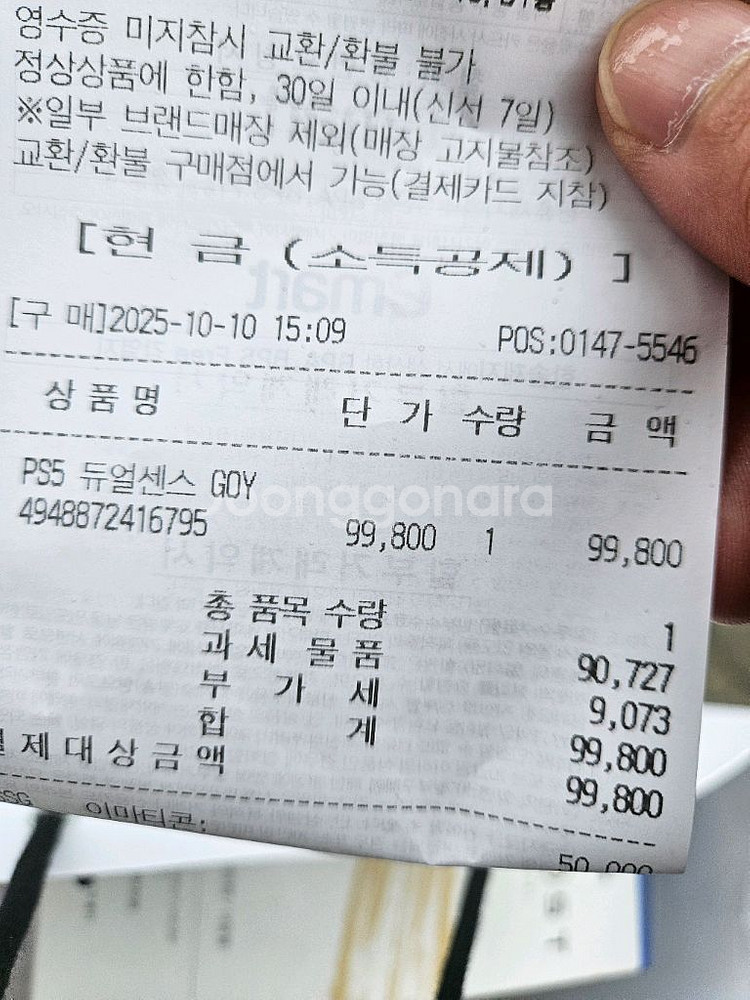 영수증 미지참시 교환/환불 불가
정상상품에 한함, 30일 이내(신선 7일)
※일부 브랜드매장 제외(매장 고지물참조)
교환/환불 구매점에서 가능(결제카드 지참)
[현 금 (소득공제) ]
[구 매]2025-10-10 15:09 POS:0147-5546
상 품 명 단 가 수량 금 액
PS5 듀얼센스 GOY
joonggonara
4948872416795 99,800 1 99,800
총 품목 수량 1
과 세 물 품 90,727
부 가 세 9,073
합 계 99,800
제 대 상 금 액 99,800
SSG 이마티콘: 50,000